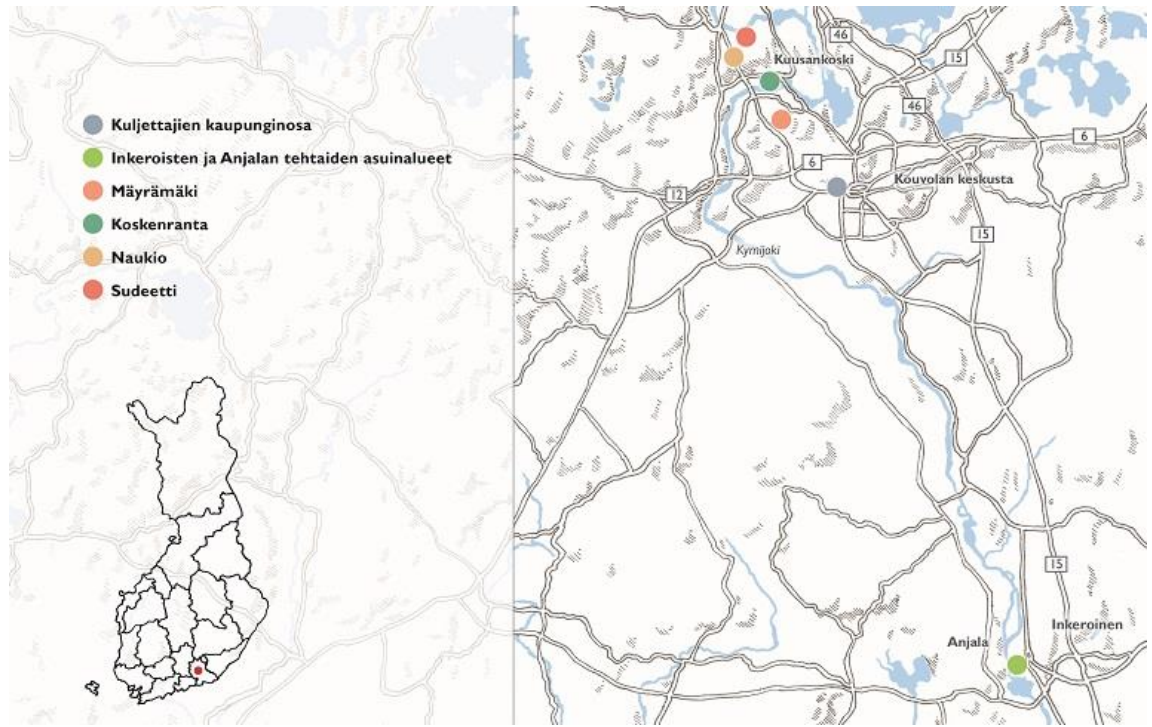 Kuljettajien kaupunginosa
Inkeroisten ja Anjalan tehtaiden asuinalueet
Mäyrämäki
Koskenranta
Naukio
Sudeetti
46
Kuusankoski
15
46
6
6
Kouvolan keskusta
12
15
Kymijoki
15
Inkeroinen
Anjala